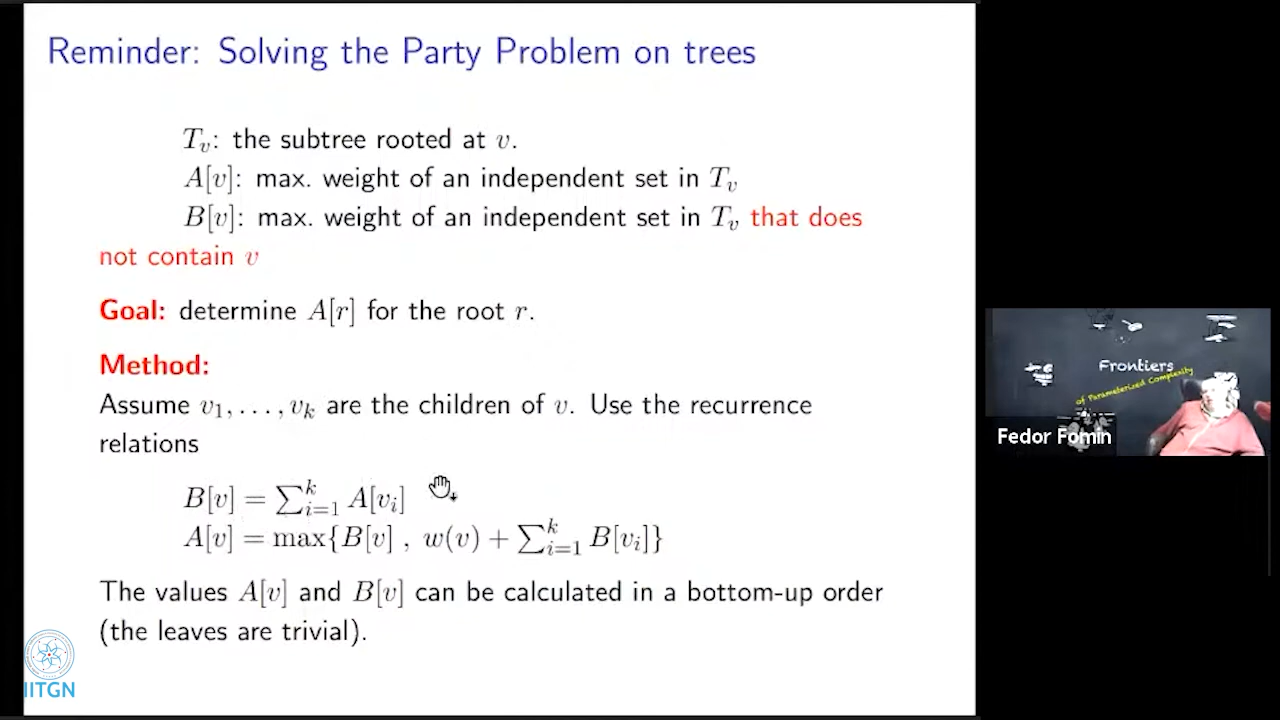 Reminder: Solving the Party Problem on trees
T_v: the subtree rooted at v.
A[v]: max. weight of an independent set in T_v
B[v]: max. weight of an independent set in T_v that does
not contain v
Goal: determine A[r] for the root r.
Method:
Assume v_1, . . . , v_k are the children of v. Use the recurrence
relations
B[v] = ∑_{i=1}^{k} A[v_i]
A[v] = max{B[v] , w(v) + ∑_{i=1}^{k} B[v_i]}
The values A[v] and B[v] can be calculated in a bottom-up order
(the leaves are trivial).
IITGN
Frontiers
of Parameterized Complexity
Fedor Fomin